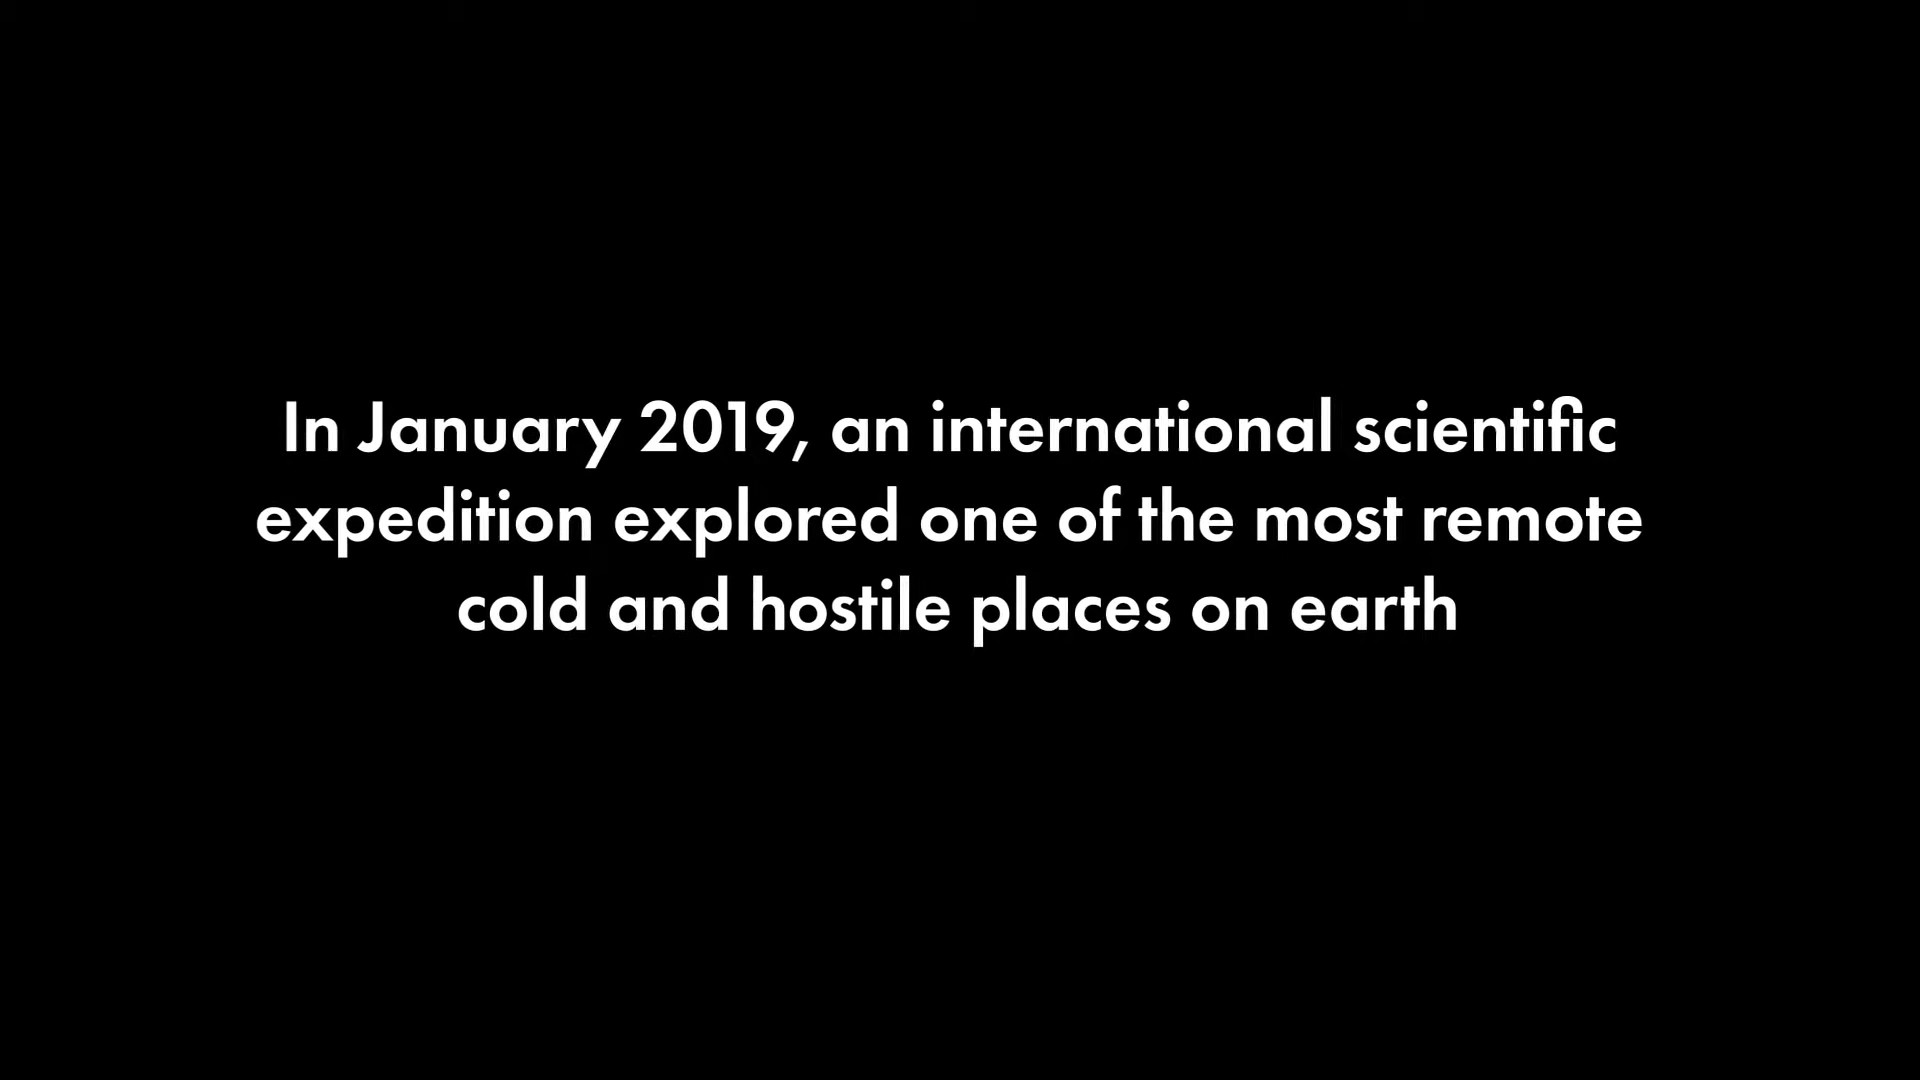 In January 2019, an international scientific
expedition explored one of the most remote
cold and hostile places on earth